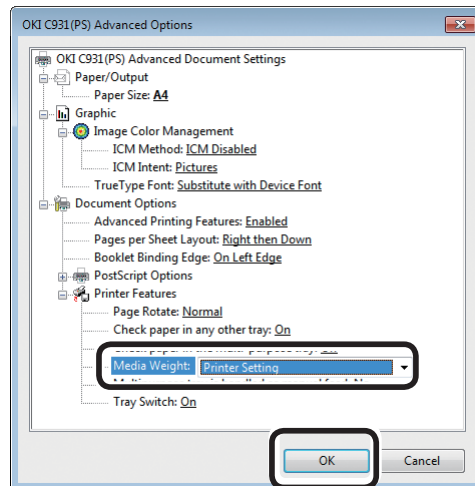 OKI C931(PS) Advanced Options
OKI C931(PS) Advanced Document Settings
Paper/Output
Paper Size: A4
Graphic
Image Color Management
ICM Method: ICM Disabled
ICM Intent: Pictures
TrueType Font: Substitute with Device Font
Document Options
Advanced Printing Features: Enabled
Pages per Sheet Layout: Right then Down
Booklet Binding Edge: On Left Edge
PostScript Options
Printer Features
Page Rotate: Normal
Check paper in any other tray: On
Media Weight: Printer Setting
Tray Switch: On
OK Cancel